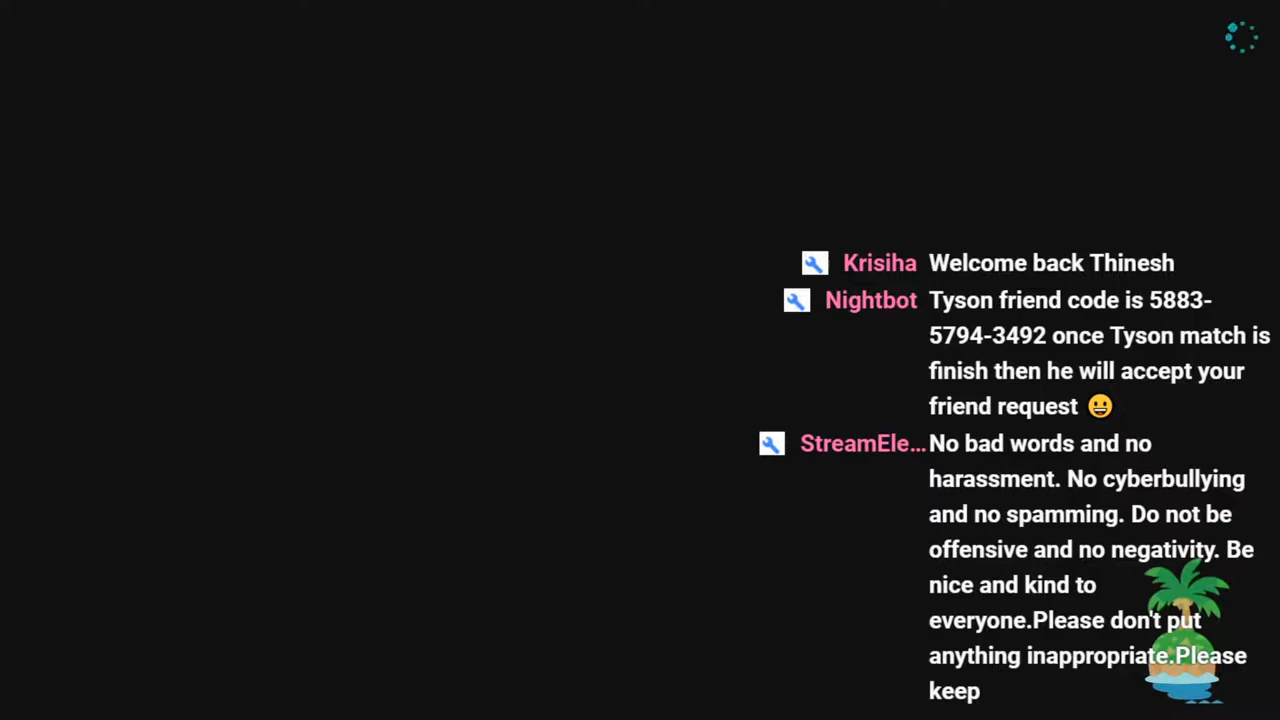 Krisiha Welcome back Thinesh
Nightbot Tyson friend code is 5883-
5794-3492 once Tyson match is
finish then he will accept your
friend request 😀
StreamEle... No bad words and no
harassment. No cyberbullying
and no spamming. Do not be
offensive and no negativity. Be
nice and kind to
everyone.Please don't put
anything inappropriate.Please
keep